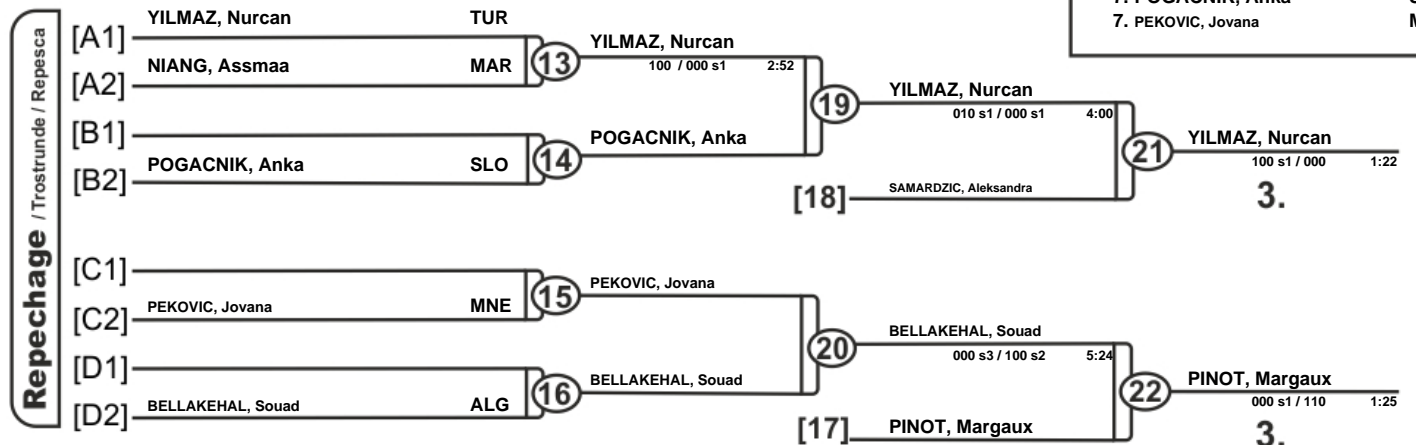 7. PEKOVIC, Jovana
Repechage / Trostrunde / Repesca
[A1] YILMAZ, Nurcan TUR
[A2] NIANG, Assmaa MAR
13
YILMAZ, Nurcan
100 / 000 s1 2:52
[B1]
[B2] POGACNIK, Anka SLO
14
POGACNIK, Anka
19
YILMAZ, Nurcan
010 s1 / 000 s1 4:00
[18] SAMARDZIC, Aleksandra
21
YILMAZ, Nurcan
100 s1 / 000 1:22
3.
[C1]
[C2] PEKOVIC, Jovana MNE
15
PEKOVIC, Jovana
[D1]
[D2] BELLAKEHAL, Souad ALG
16
BELLAKEHAL, Souad
20
BELLAKEHAL, Souad
000 s3 / 100 s2 5:24
[17] PINOT, Margaux
22
PINOT, Margaux
000 s1 / 110 1:25
3.